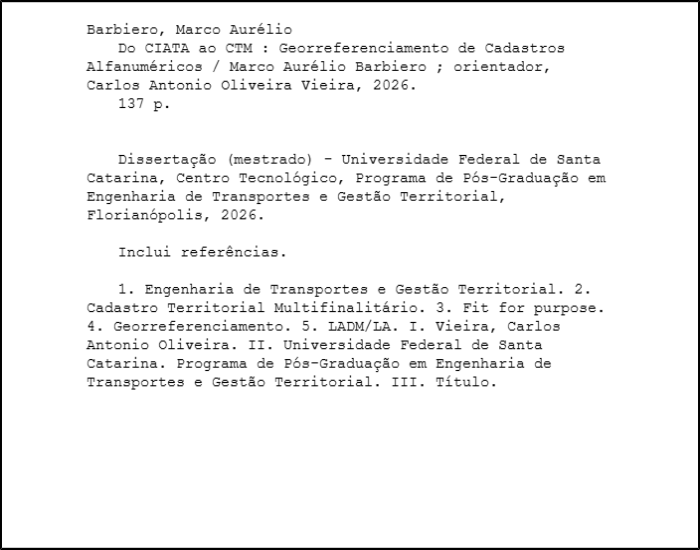 Barbiero, Marco Aurélio
Do CIATA ao CTM : Georreferenciamento de Cadastros
Alfanuméricos / Marco Aurélio Barbiero ; orientador,
Carlos Antonio Oliveira Vieira, 2026.
137 p.
Dissertação (mestrado) - Universidade Federal de Santa
Catarina, Centro Tecnológico, Programa de Pós-Graduação em
Engenharia de Transportes e Gestão Territorial,
Florianópolis, 2026.
Inclui referências.
1. Engenharia de Transportes e Gestão Territorial. 2.
Cadastro Territorial Multifinalitário. 3. Fit for purpose.
4. Georreferenciamento. 5. LADM/LA. I. Vieira, Carlos
Antonio Oliveira. II. Universidade Federal de Santa
Catarina. Programa de Pós-Graduação em Engenharia de
Transportes e Gestão Territorial. III. Título.